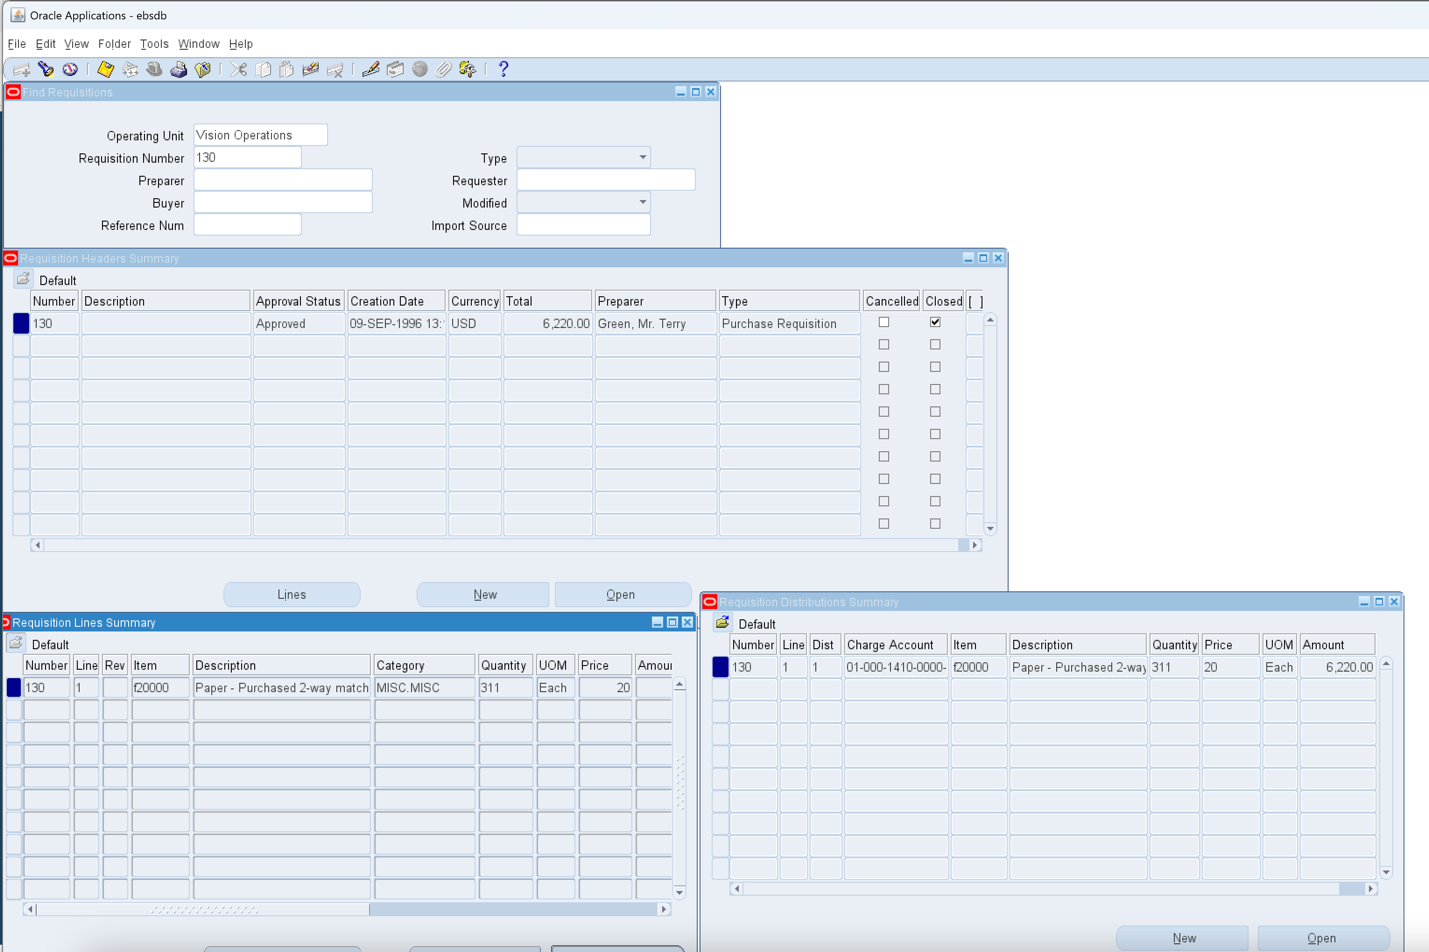 Oracle Applications - ebsdb
File Edit View Folder Tools Window Help
?
Find Requisitions
Operating Unit Vision Operations
Requisition Number 130 Type
Preparer Requester
Buyer Modified
Reference Num Import Source
Requisition Headers Summary
Default
Number Description Approval Status Creation Date Currency Total Preparer Type Cancelled Closed [ ]
130 Approved 09-SEP-1996 13: USD 6,220.00 Green, Mr. Terry Purchase Requisition
Lines New Open
Requisition Lines Summary
Default
Number Line Rev Item Description Category Quantity UOM Price Amou
130 1 f20000 Paper - Purchased 2-way match MISC.MISC 311 Each 20
Requisition Distributions Summary
Default
Number Line Dist Charge Account Item Description Quantity Price UOM Amount
130 1 1 01-000-1410-0000- f20000 Paper - Purchased 2-way 311 20 Each 6,220.00
New Open